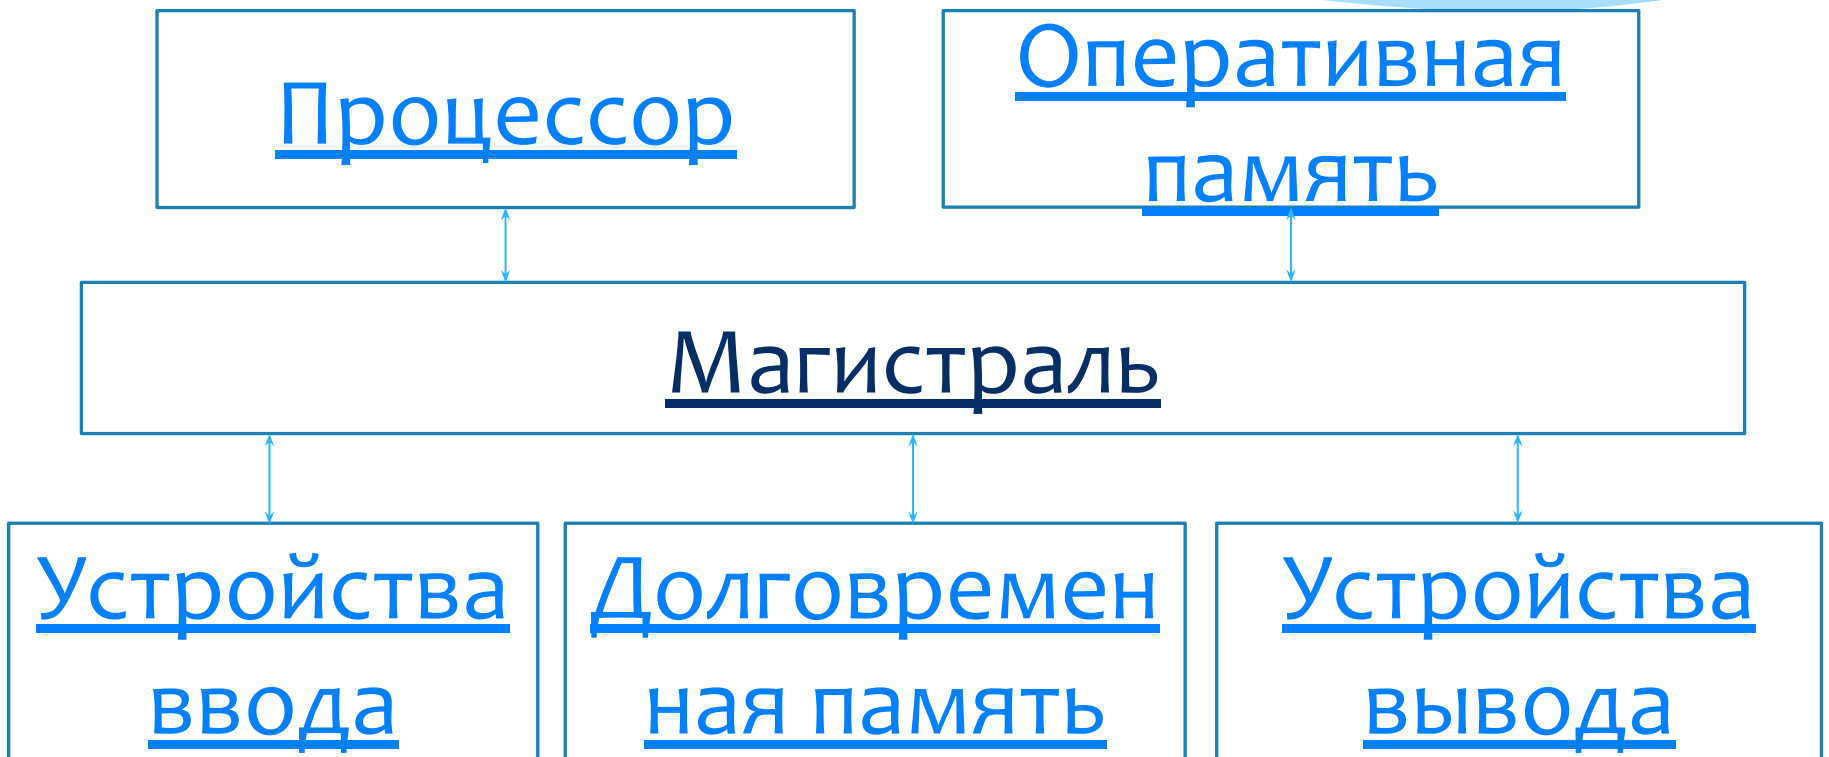 Процессор
Оперативная
память
Магистраль
Устройства
ввода
Долговремен
ная память
Устройства
вывода